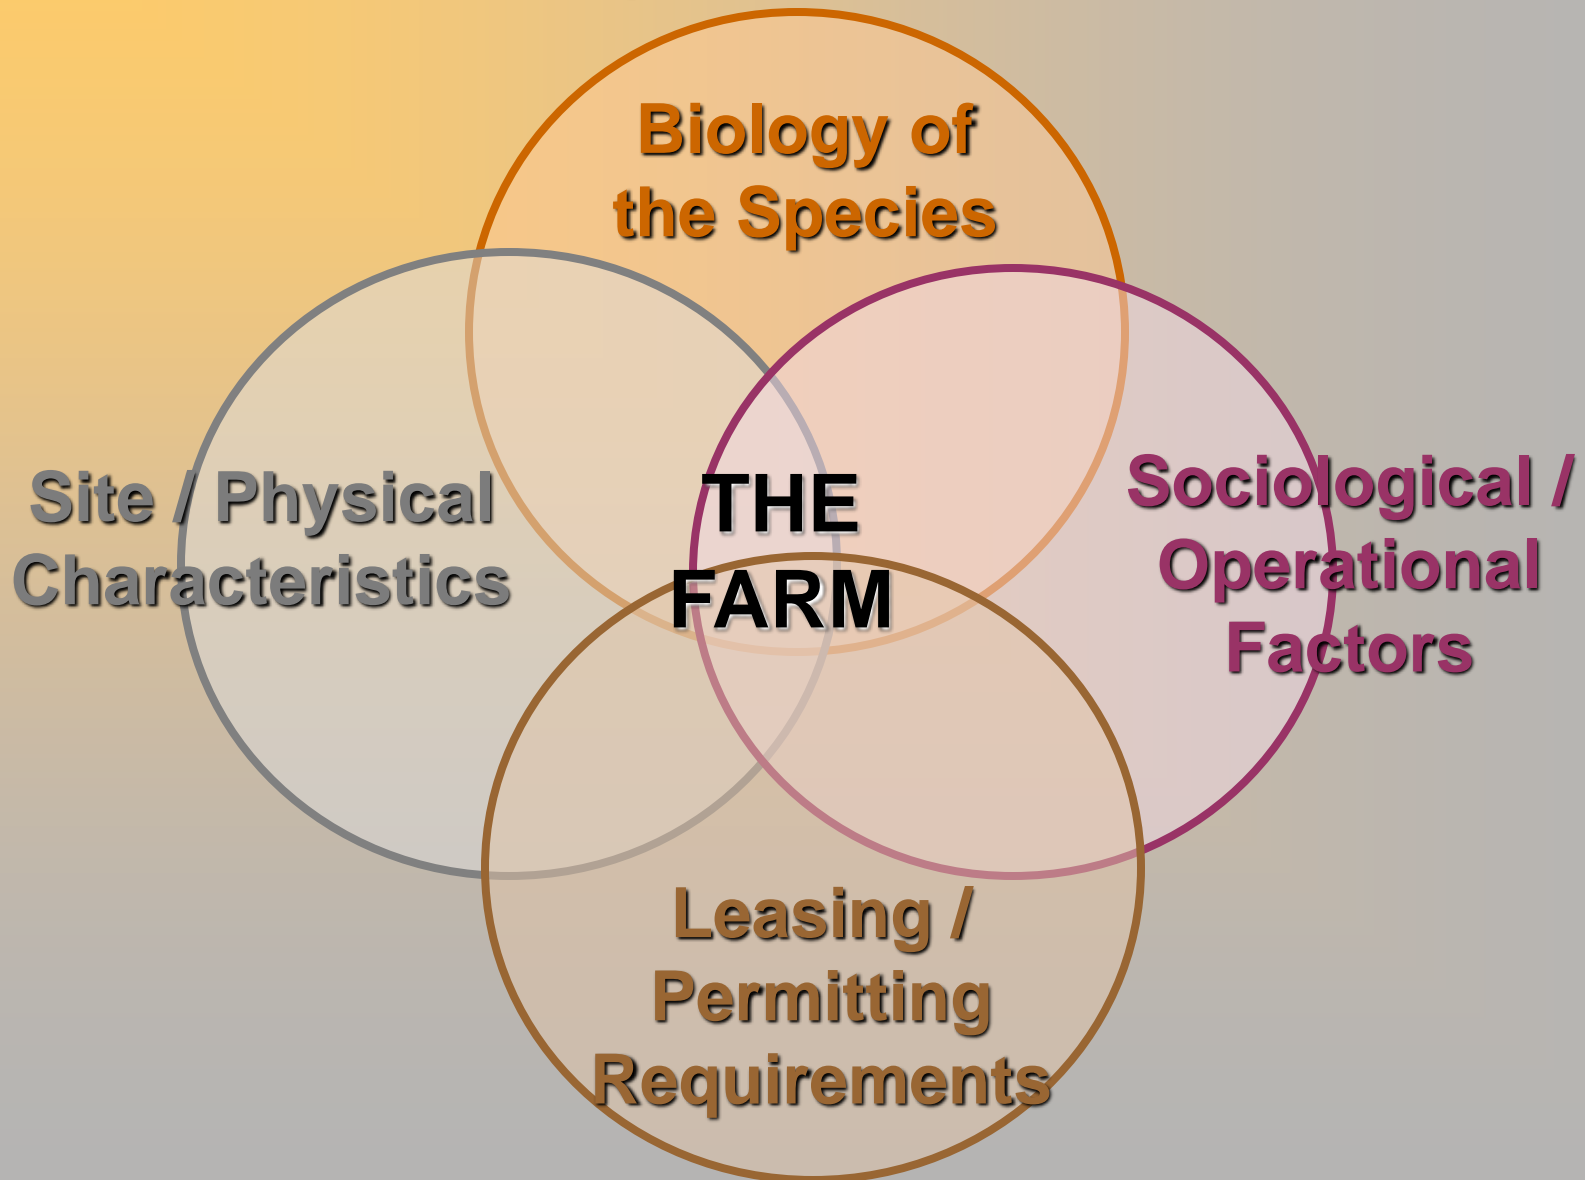 Biology of
the Species
Site / Physical
Characteristics
THE
FARM
Sociological /
Operational
Factors
Leasing /
Permitting
Requirements